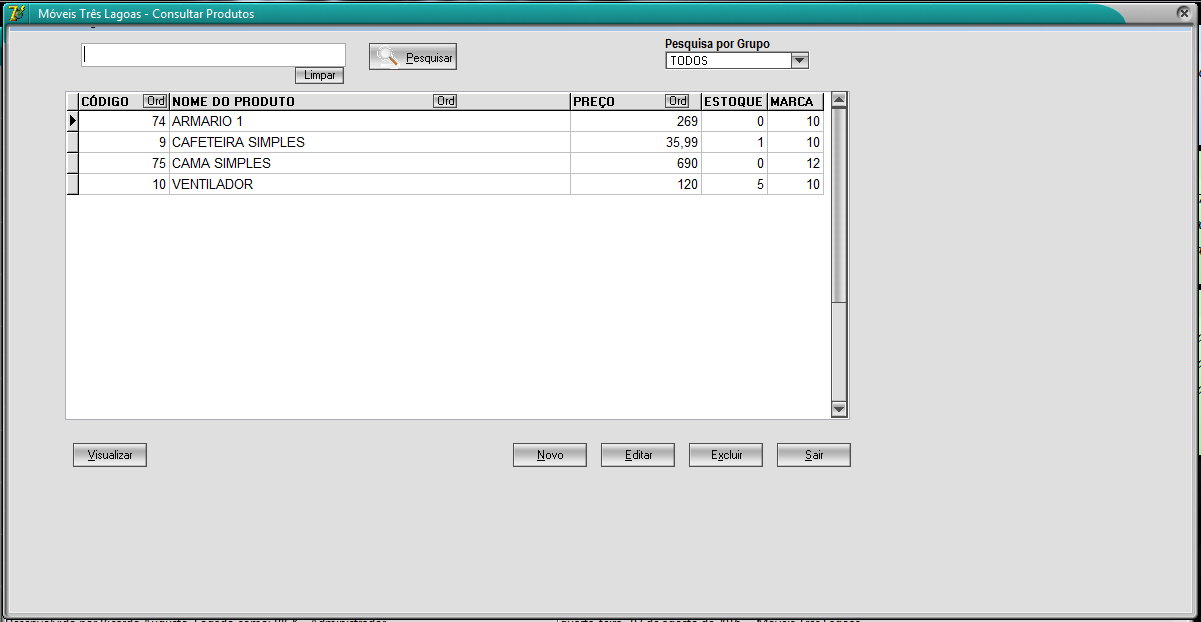 Móveis Três Lagoas - Consultar Produtos
Pesquisar
Limpar
Pesquisa por Grupo
TODOS
CÓDIGO Ord NOME DO PRODUTO Ord PREÇO Ord ESTOQUE MARCA
74 ARMARIO 1 269 0 10
9 CAFETEIRA SIMPLES 35,99 1 10
75 CAMA SIMPLES 690 0 12
10 VENTILADOR 120 5 10
Visualizar Novo Editar Excluir Sair